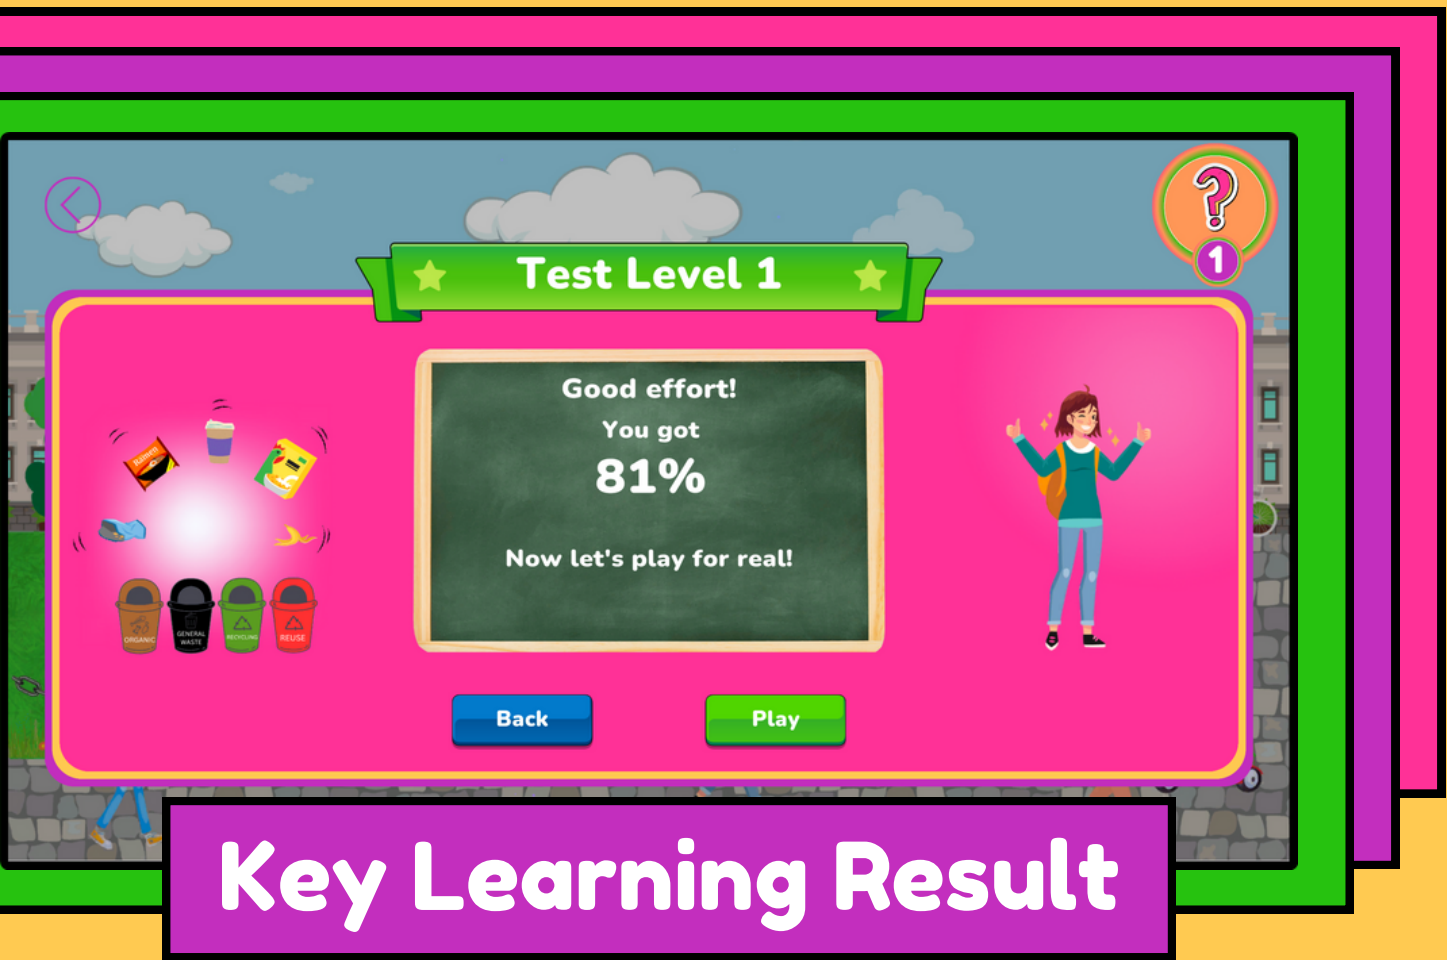 ?
1
Test Level 1
Good effort!
You got
81%
Now let's play for real!
Ramen
ORGANIC
GENERAL
WASTE
RECYCLING
REUSE
Back
Play
Key Learning Result